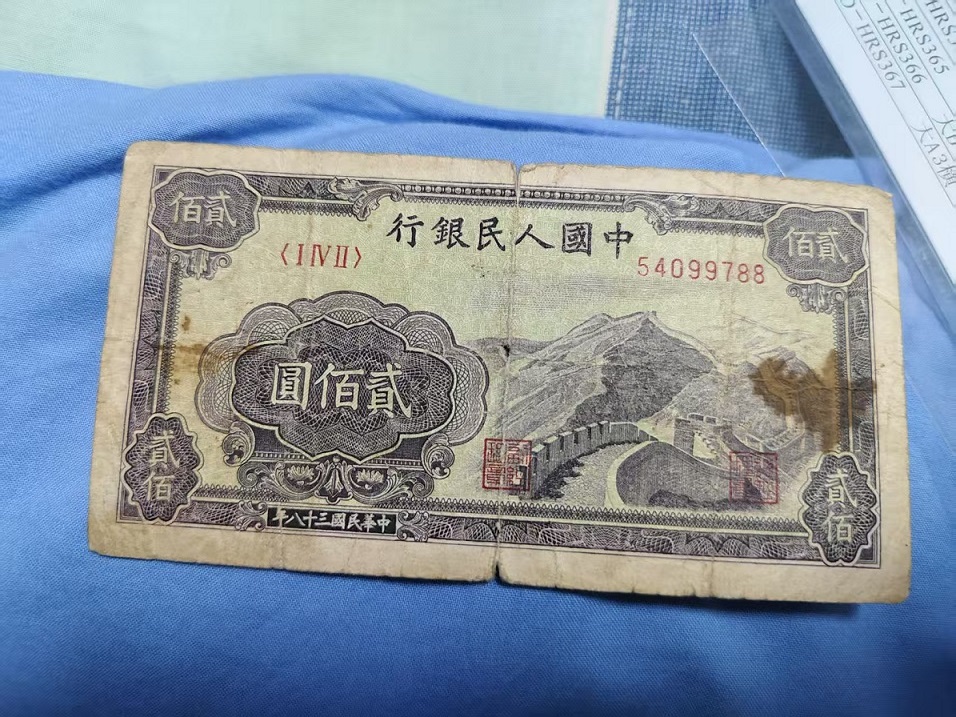 中國人民銀行
貳佰
貳佰
〈I IV II〉
54099788
貳佰圓
貳佰
貳佰
中華民國三十八年
-HRS365
-HRS366
-HRS367